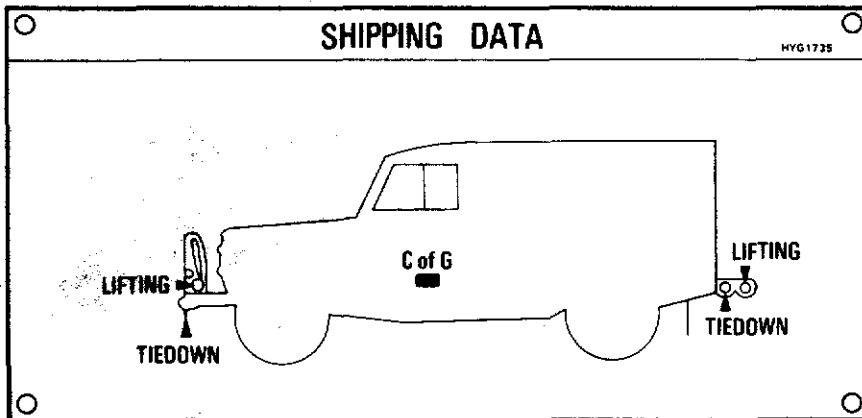 SHIPPING DATA
HYG1735
C of G
LIFTING
LIFTING
TIEDOWN
TIEDOWN